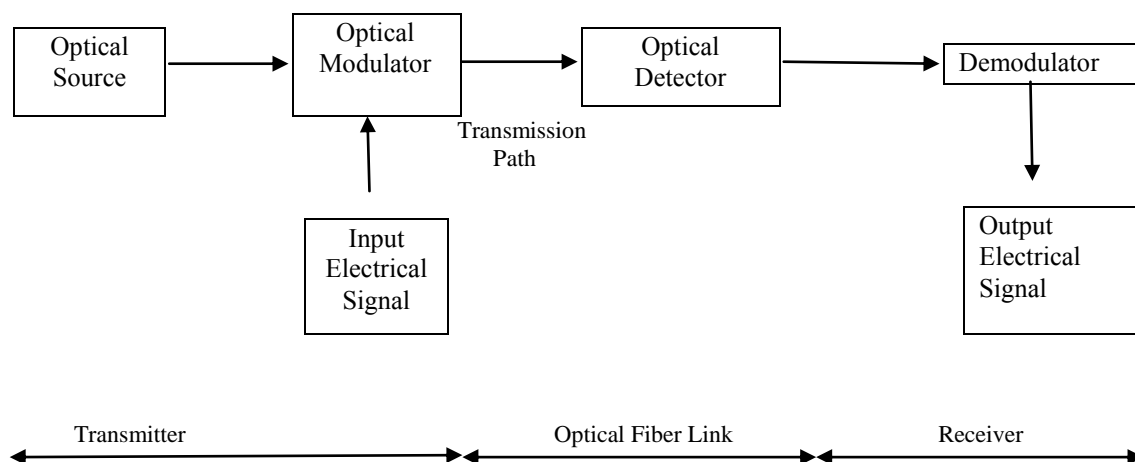 Optical
Source
Optical
Modulator
Optical
Detector
Demodulator
Transmission
Path
Input
Electrical
Signal
Output
Electrical
Signal
Transmitter
Optical Fiber Link
Receiver